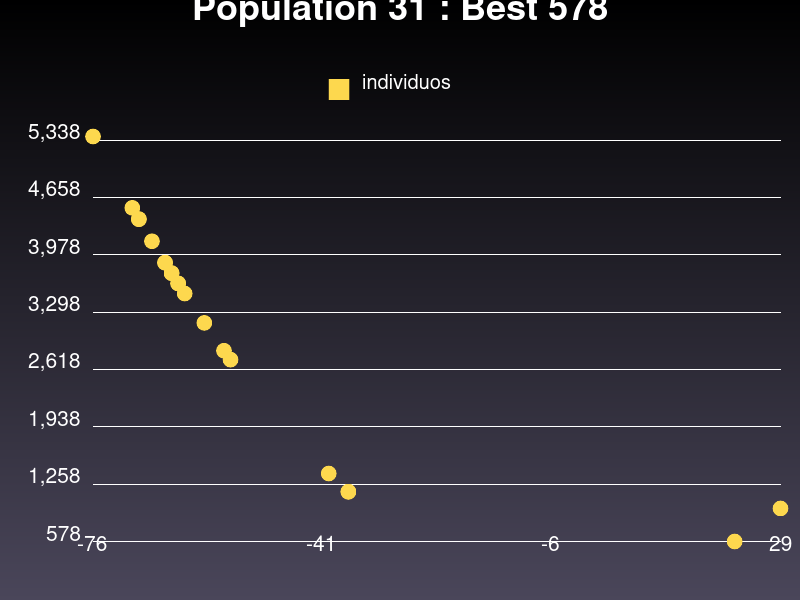 Population 31 : Best 578
individuos
5,338
4,658
3,978
3,298
2,618
1,938
1,258
578
-76 -41 -6 29